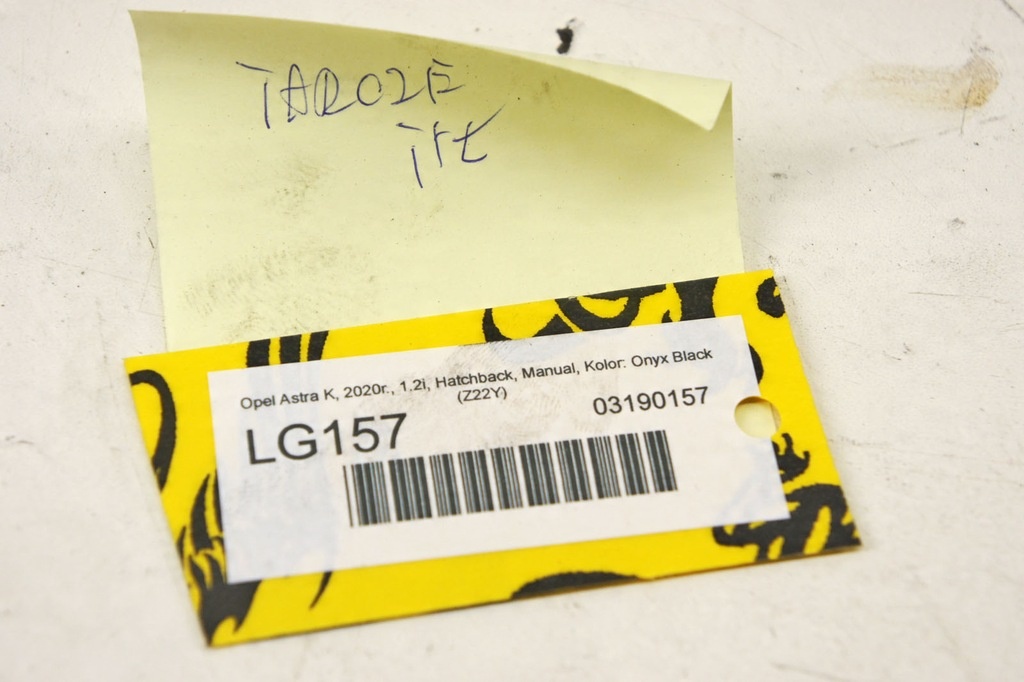 TARCZE
TYŁ
Opel Astra K, 2020r., 1.2i, Hatchback, Manual, Kolor: Onyx Black
(Z22Y)
LG157
03190157